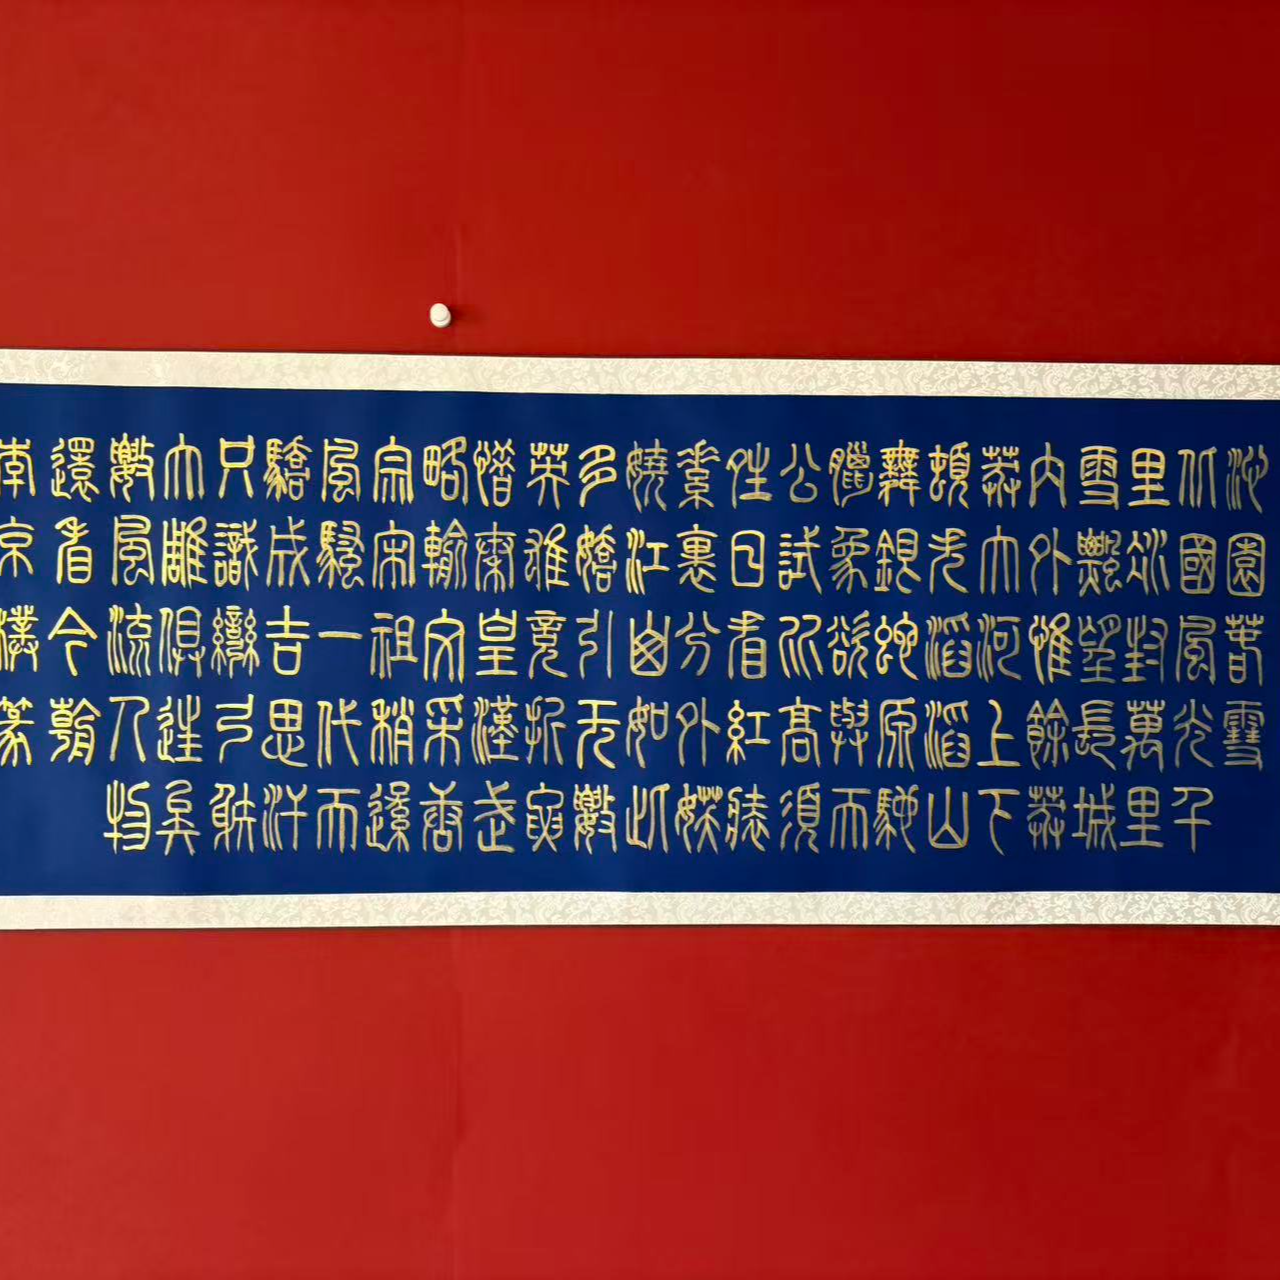 沁園春雪
北國風光千
里冰封萬里
雪飄望長城
内外惟餘莽
莽大河上下
頓失滔滔山
舞銀蛇原馳
臘象欲與天
公試比高須
晴日看紅裝
素裹分外妖
嬈江山如此
多嬌引无數
英雄競折腰
惜秦皇漢武
略輸文采唐
宗宋祖稍遜
風騷一代天
驕成吉思汗
只識彎弓射
大雕俱往矣
數風流人物
還看今朝
京篆